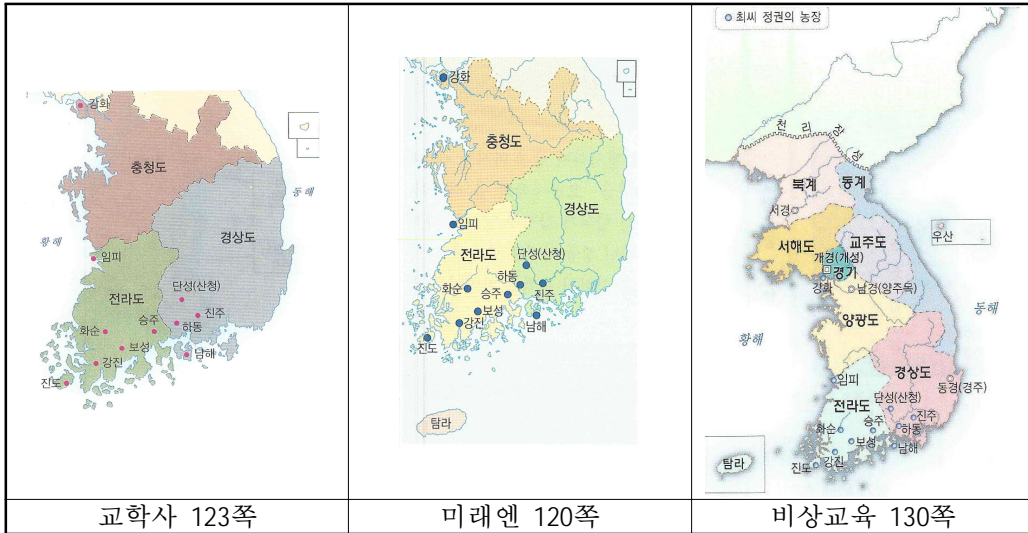 강화
충청도
동해
경상도
황해
임피
단성(산청)
전라도
진주
승주
하동
화순
보성
남해
강진
진도
교학사 123쪽
강화
충청도
경상도
임피
전라도
단성(산청)
하동
화순
승주
진주
보성
강진
남해
진도
탐라
미래엔 120쪽
최씨 정권의 농장
천리장성
북계
동계
서경
우산
서해도
교주도
개경(개성)
경기
강화
남경(양주목)
동해
양광도
황해
경상도
임피
동경(경주)
단성(산청)
전라도
진주
승주
화순
하동
보성
남해
탐라
강진
진도
비상교육 130쪽